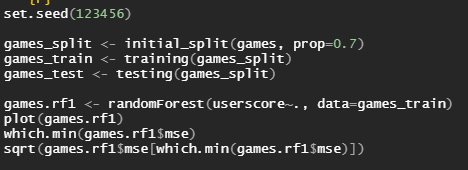 set.seed(123456)
games_split <- initial_split(games, prop=0.7)
games_train <- training(games_split)
games_test <- testing(games_split)
games.rf1 <- randomForest(userscore~., data=games_train)
plot(games.rf1)
which.min(games.rf1$mse)
sqrt(games.rf1$mse[which.min(games.rf1$mse)])